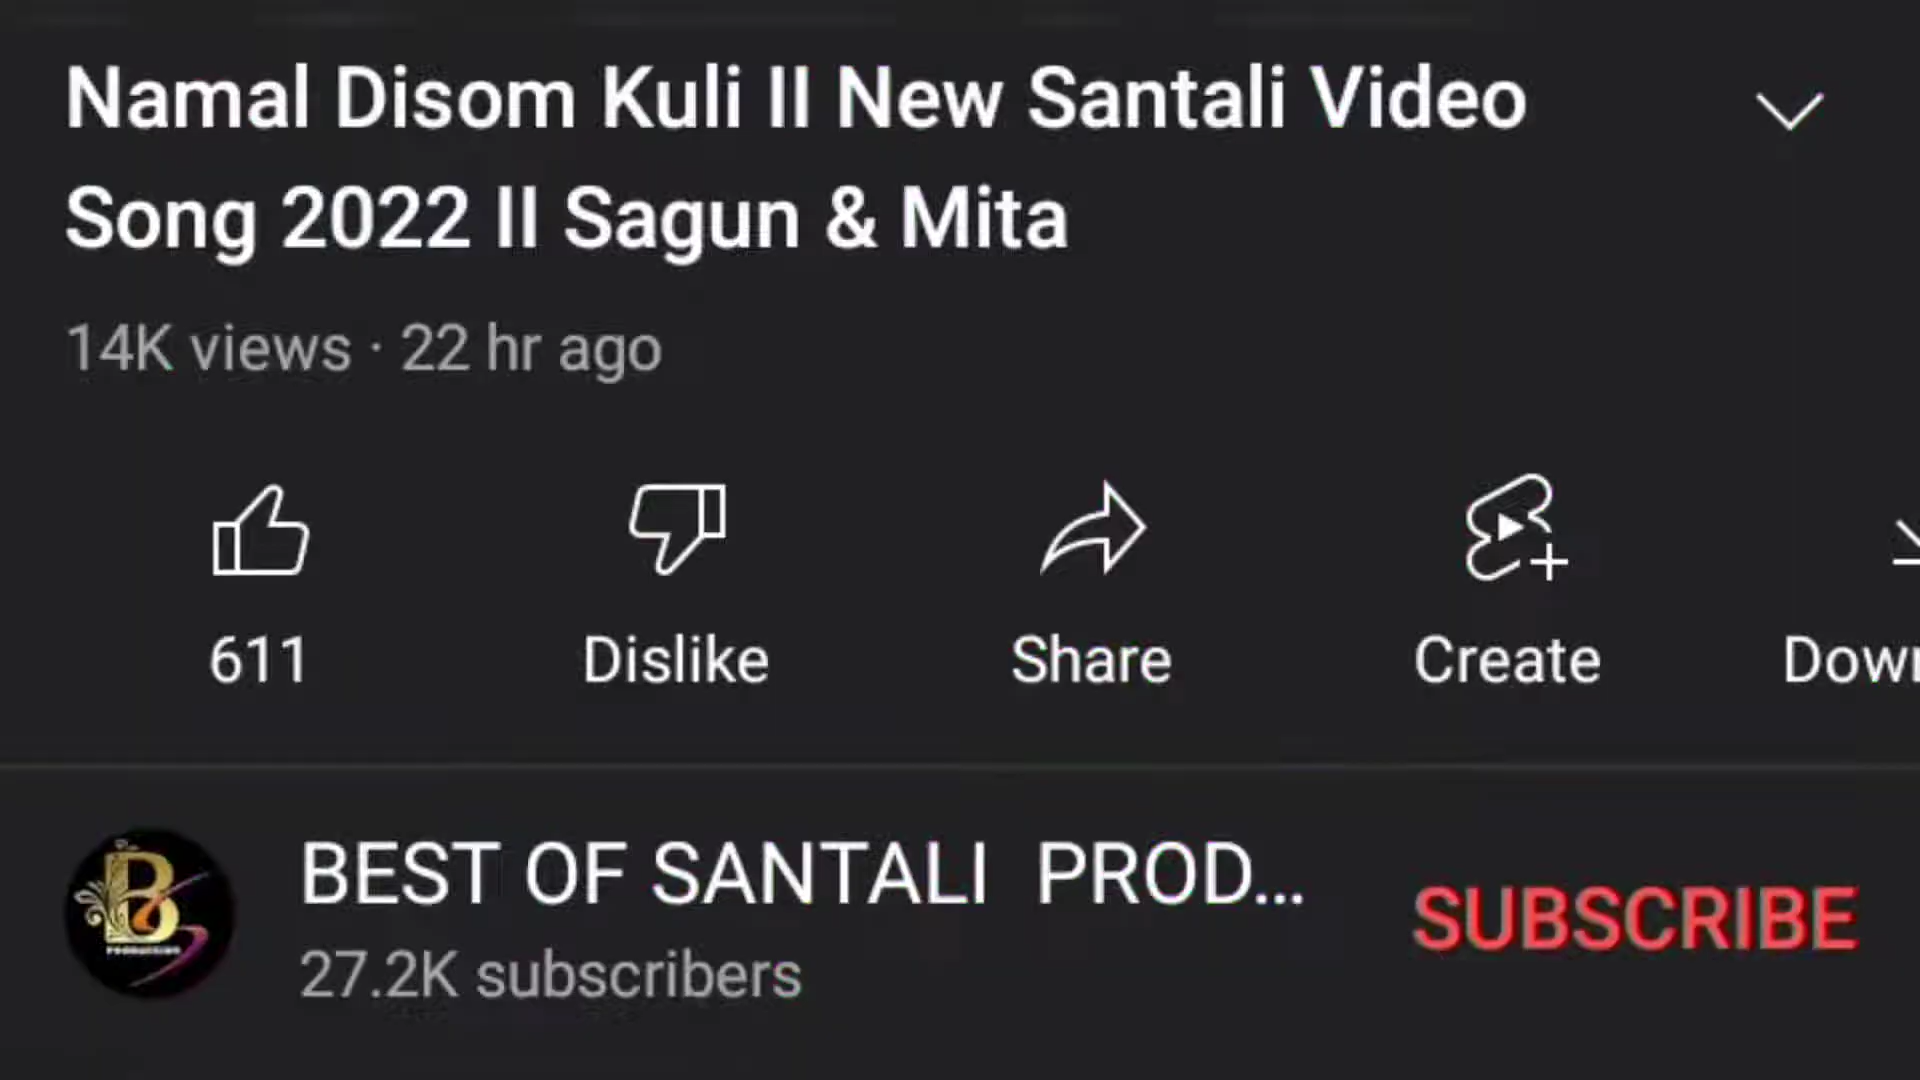 Namal Disom Kuli II New Santali Video
Song 2022 II Sagun & Mita
14K views · 22 hr ago
611
Dislike
Share
Create
BEST OF SANTALI PROD...
27.2K subscribers
SUBSCRIBE